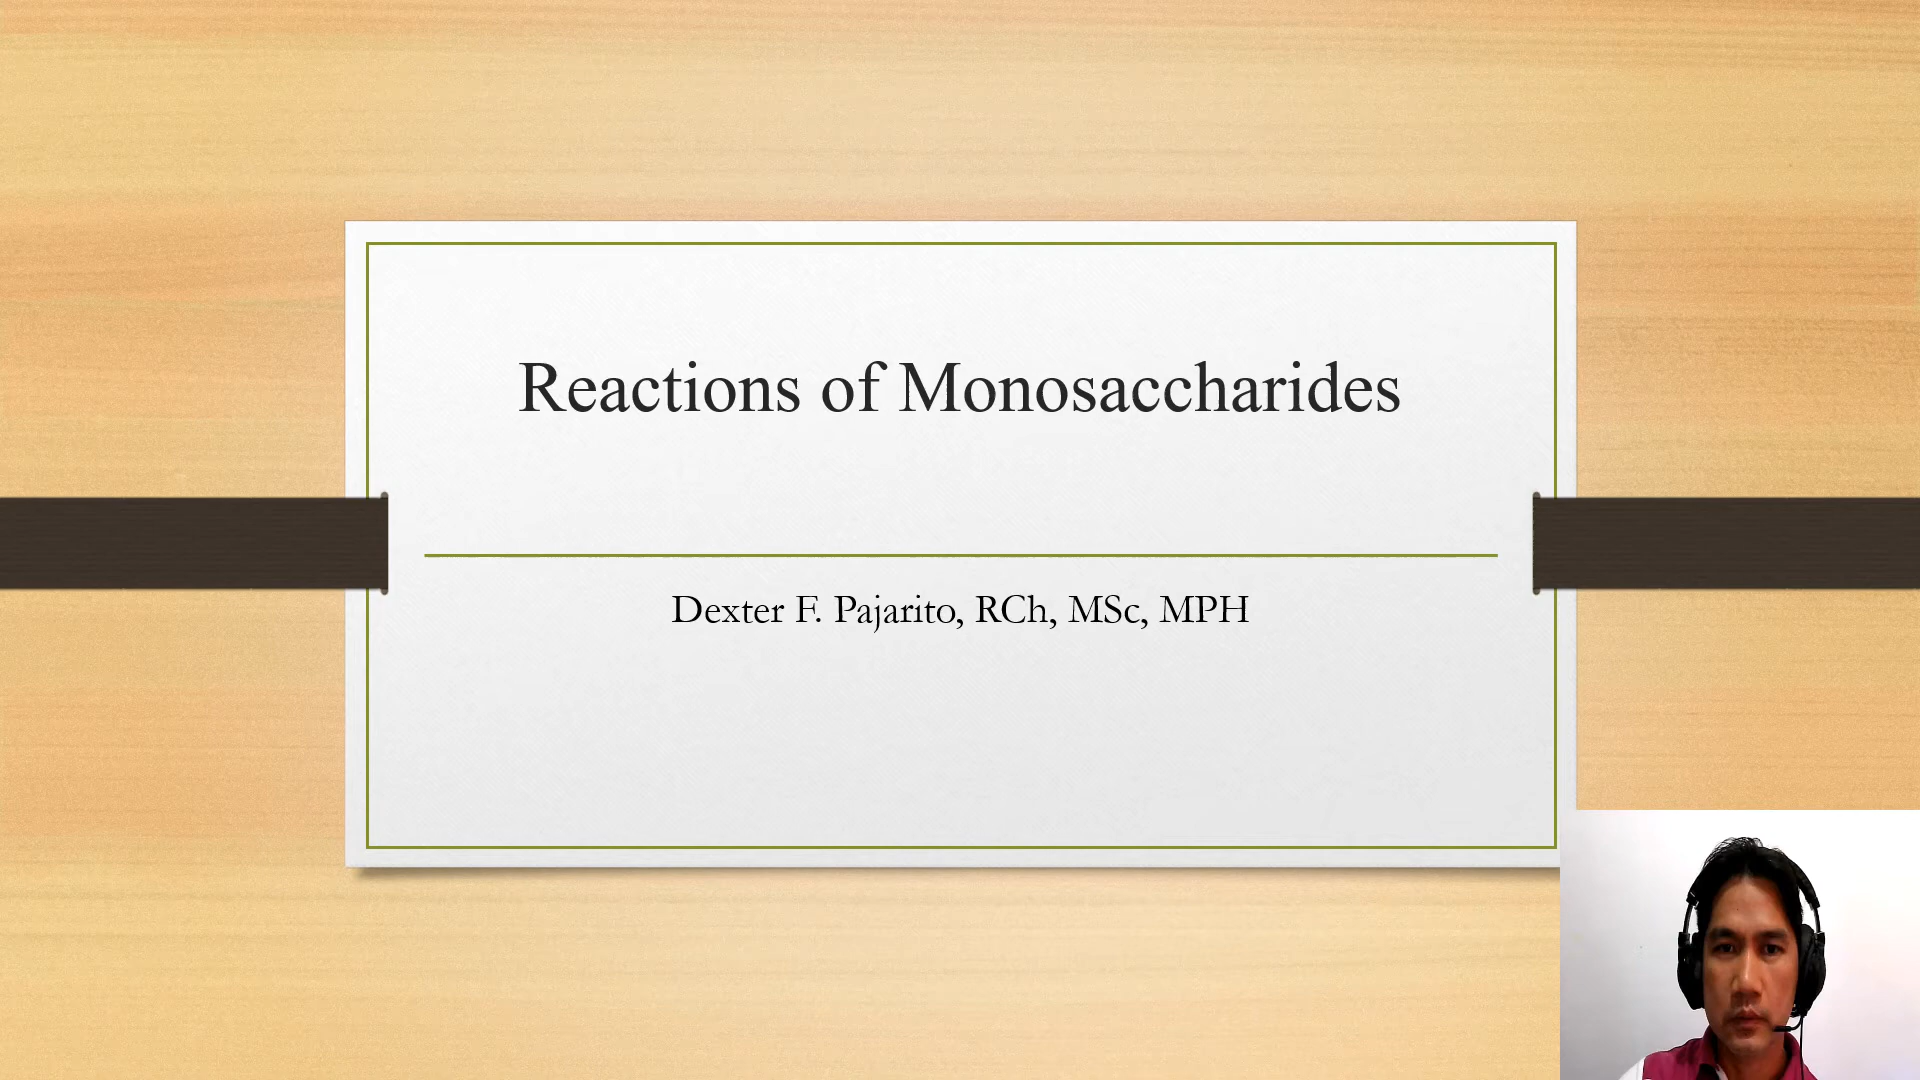 Reactions of Monosaccharides
Dexter F. Pajarito, RCh, MSc, MPH